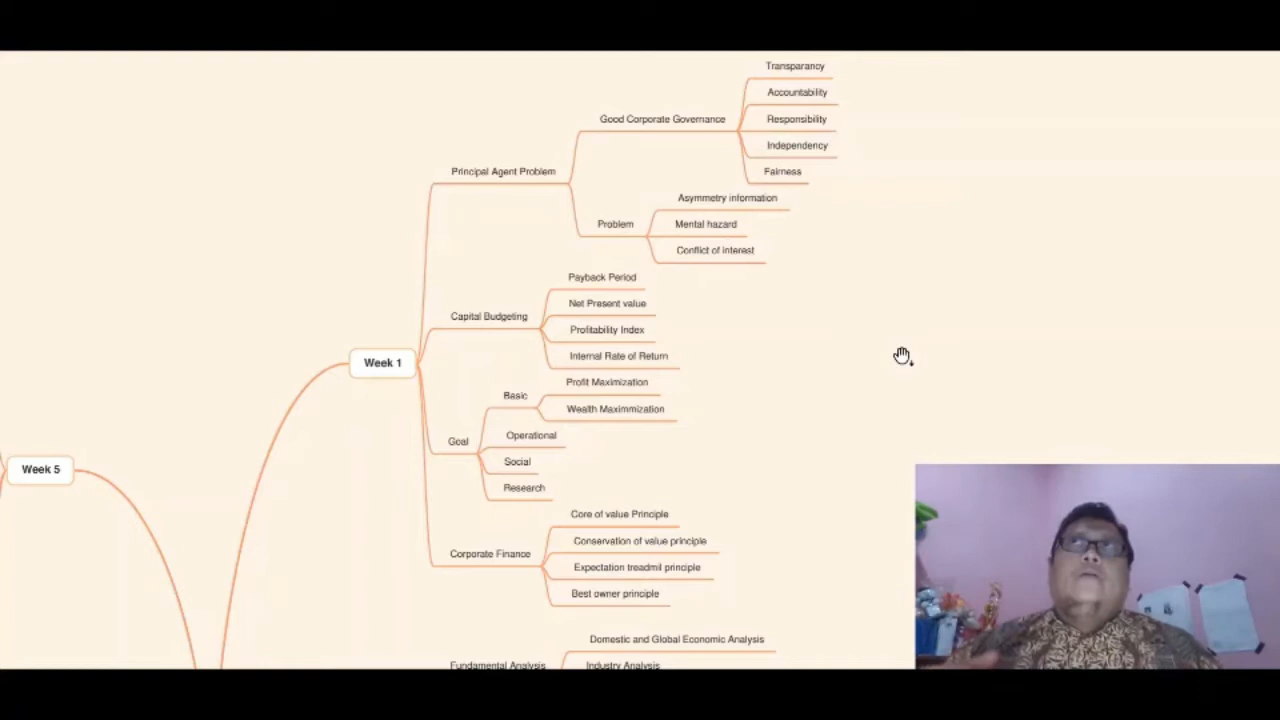 Transparancy
Accountability
Good Corporate Governance
Responsibility
Independency
Principal Agent Problem
Fairness
Asymmetry information
Problem
Mental hazard
Conflict of interest
Payback Period
Net Present value
Capital Budgeting
Profitability Index
Internal Rate of Return
Week 1
Profit Maximization
Basic
Wealth Maximmization
Goal
Operational
Social
Research
Week 5
Core of value Principle
Conservation of value principle
Corporate Finance
Expectation treadmil principle
Best owner principle
Domestic and Global Economic Analysis
Fundamental Analysis
Industry Analysis